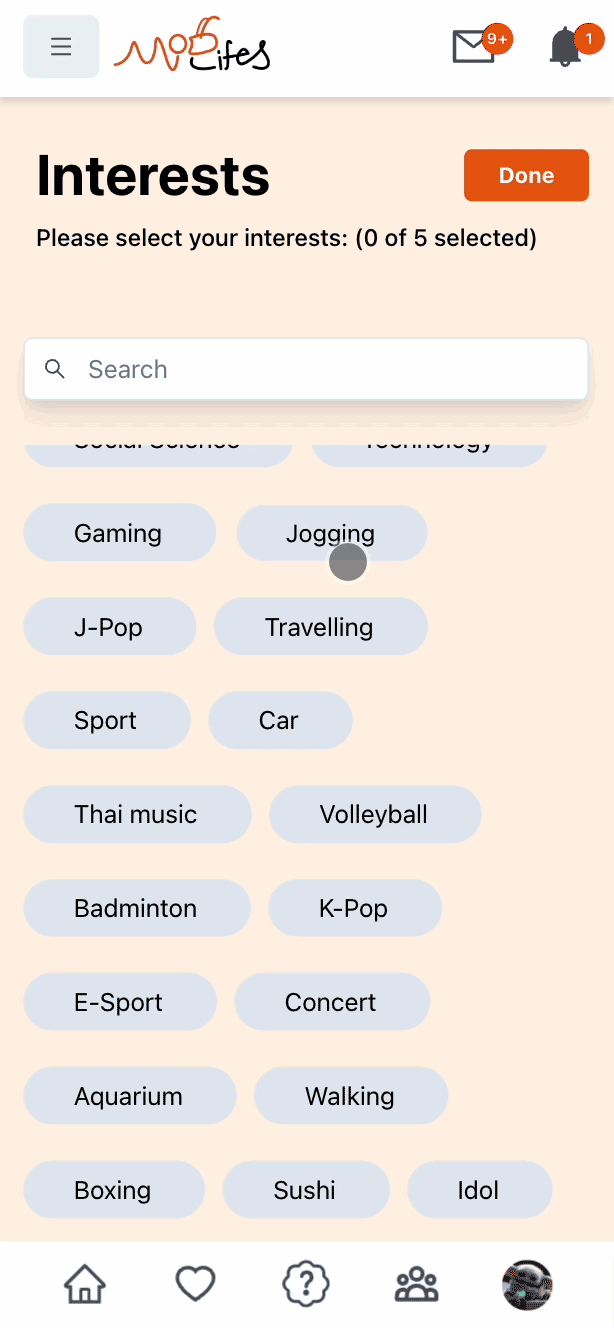 MobLifes
9+
1
Interests
Done
Please select your interests: (0 of 5 selected)
Search
Social Science Technology
Gaming Jogging
J-Pop Travelling
Sport Car
Thai music Volleyball
Badminton K-Pop
E-Sport Concert
Aquarium Walking
Boxing Sushi Idol